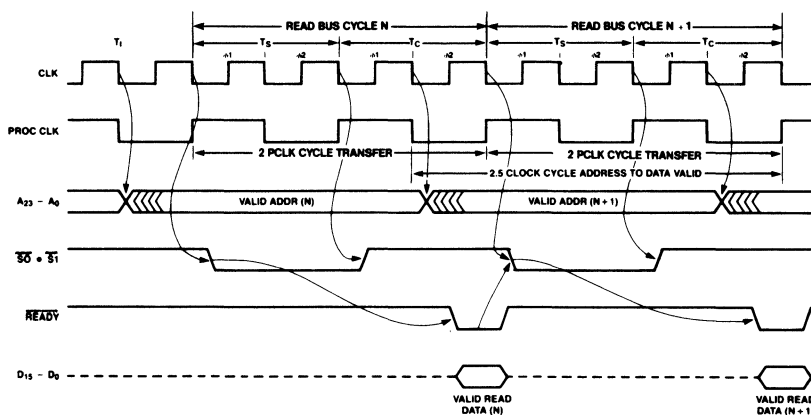 READ BUS CYCLE N
READ BUS CYCLE N + 1
TI
TS
TC
TS
TC
ϕ1
ϕ2
ϕ1
ϕ2
ϕ1
ϕ2
ϕ1
ϕ2
CLK
PROC CLK
2 PCLK CYCLE TRANSFER
2 PCLK CYCLE TRANSFER
2.5 CLOCK CYCLE ADDRESS TO DATA VALID
A23 - A0
VALID ADDR (N)
VALID ADDR (N+1)
S0 • S1
READY
D15 - D0
VALID READ
DATA (N)
VALID READ
DATA (N+1)